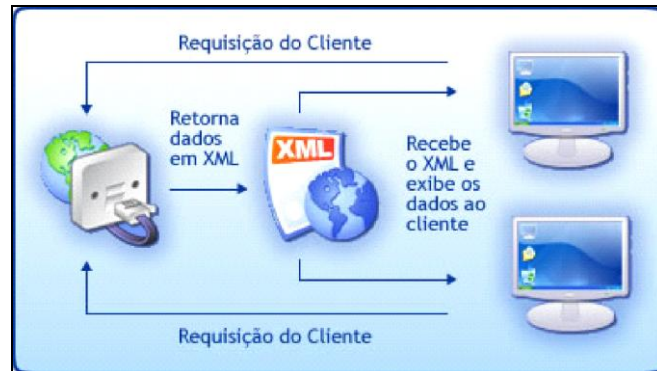 Requisição do Cliente
Retorna
dados
em XML
XML
Recebe
o XML e
exibe os
dados ao
cliente
Requisição do Cliente